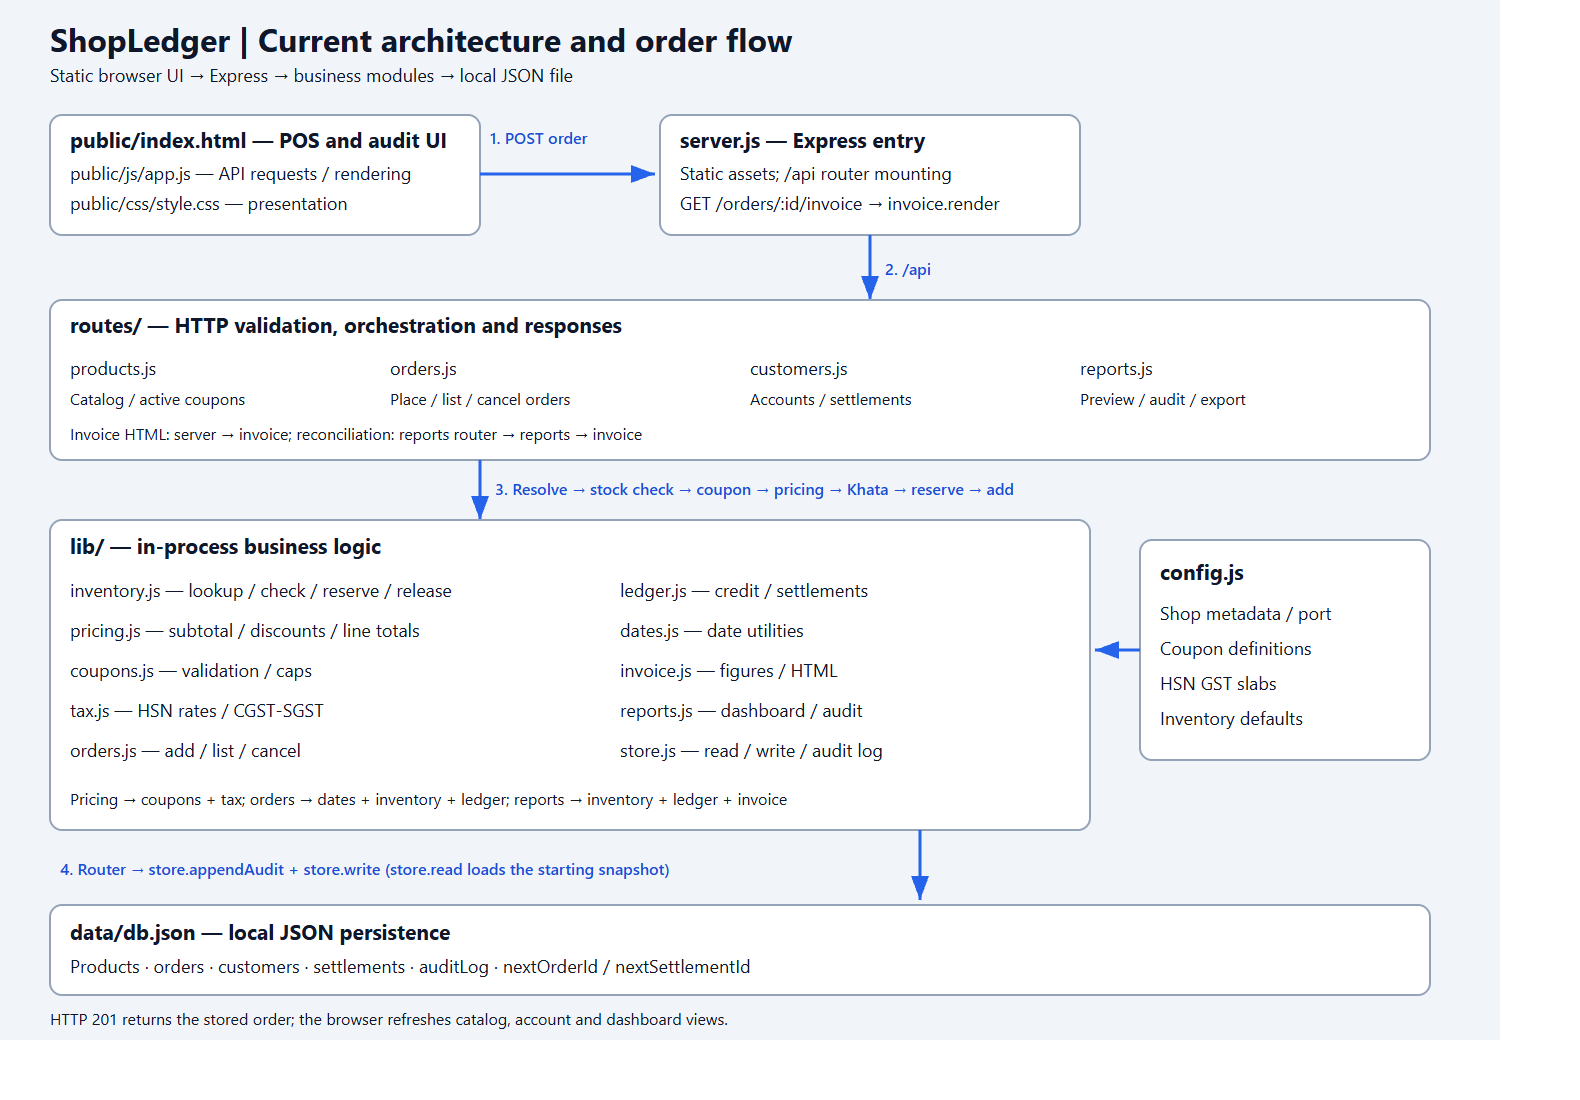 ShopLedger | Current architecture and order flow
Static browser UI → Express → business modules → local JSON file
public/index.html — POS and audit UI
public/js/app.js — API requests / rendering
public/css/style.css — presentation
1. POST order
server.js — Express entry
Static assets; /api router mounting
GET /orders/:id/invoice → invoice.render
2. /api
routes/ — HTTP validation, orchestration and responses
products.js
Catalog / active coupons
orders.js
Place / list / cancel orders
customers.js
Accounts / settlements
reports.js
Preview / audit / export
Invoice HTML: server → invoice; reconciliation: reports router → reports → invoice
3. Resolve → stock check → coupon → pricing → Khata → reserve → add
lib/ — in-process business logic
inventory.js — lookup / check / reserve / release
pricing.js — subtotal / discounts / line totals
coupons.js — validation / caps
tax.js — HSN rates / CGST-SGST
orders.js — add / list / cancel
ledger.js — credit / settlements
dates.js — date utilities
invoice.js — figures / HTML
reports.js — dashboard / audit
store.js — read / write / audit log
Pricing → coupons + tax; orders → dates + inventory + ledger; reports → inventory + ledger + invoice
config.js
Shop metadata / port
Coupon definitions
HSN GST slabs
Inventory defaults
4. Router → store.appendAudit + store.write (store.read loads the starting snapshot)
data/db.json — local JSON persistence
Products · orders · customers · settlements · auditLog · nextOrderId / nextSettlementId
HTTP 201 returns the stored order; the browser refreshes catalog, account and dashboard views.